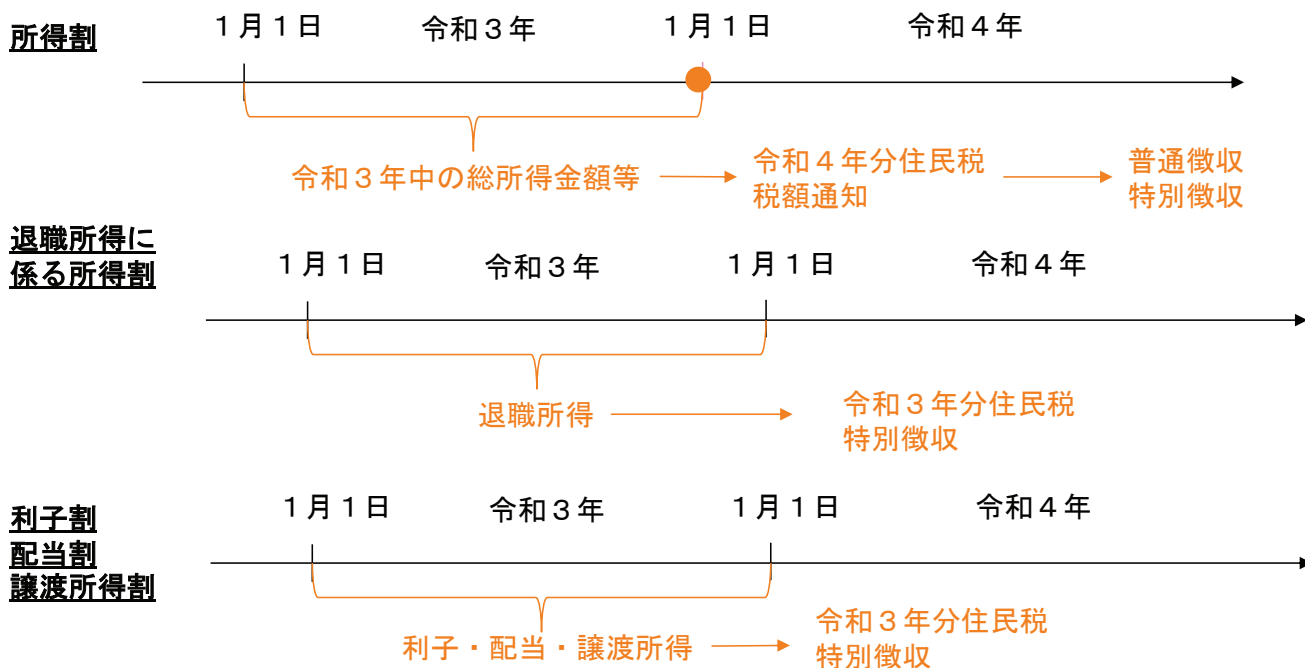 所得割
1月1日 令和3年 1月1日 令和4年
令和3年中の総所得金額等
令和4年分住民税
税額通知
普通徴収
特別徴収
退職所得に
係る所得割
1月1日 令和3年 1月1日 令和4年
退職所得
令和3年分住民税
特別徴収
利子割
配当割
譲渡所得割
1月1日 令和3年 1月1日 令和4年
利子・配当・譲渡所得
令和3年分住民税
特別徴収